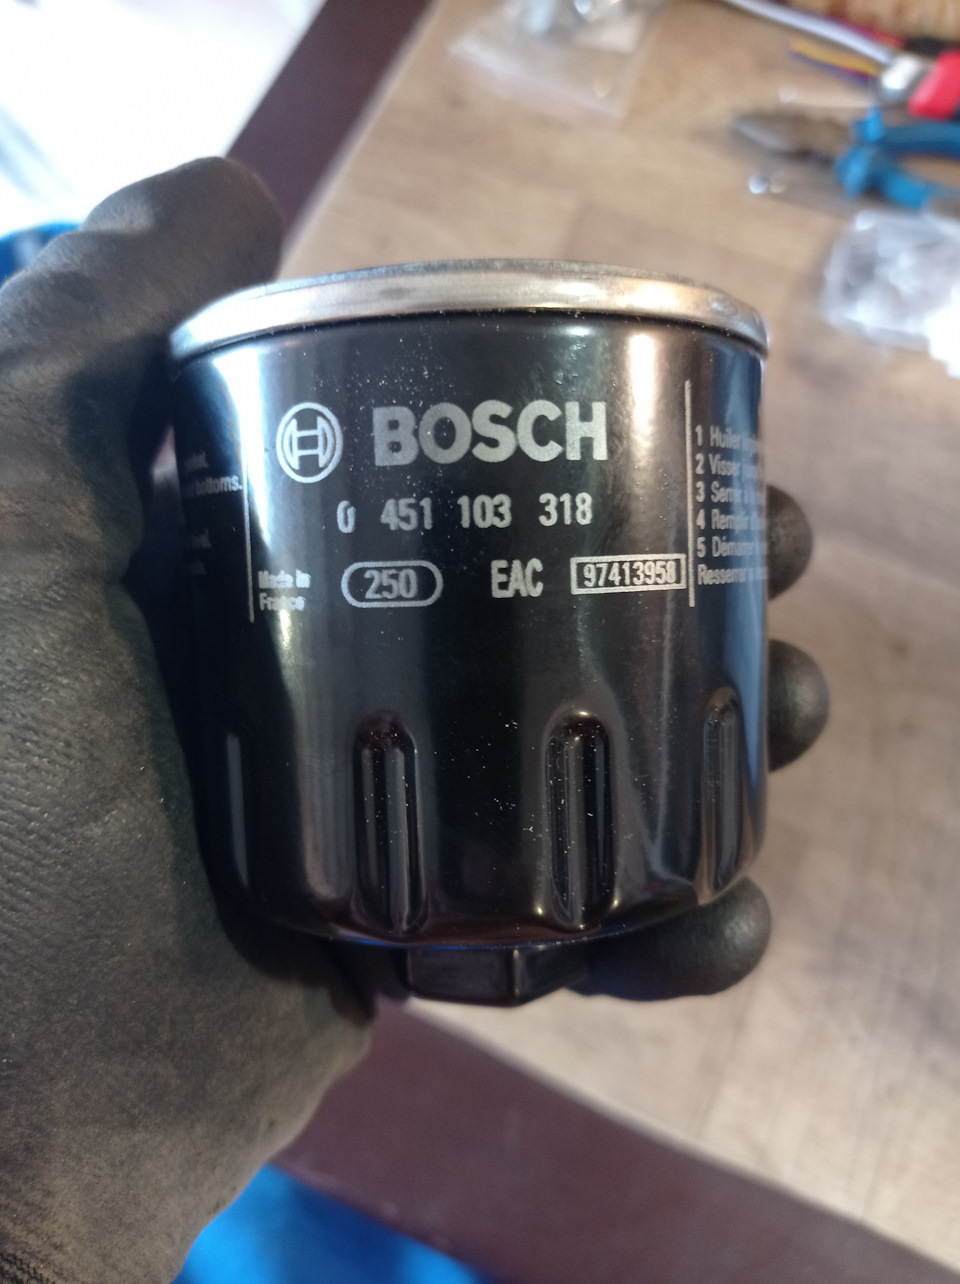 BOSCH
0 451 103 318
Made in
France
250
EAC
97413958
bottoms.
1 Huiler
2 Visser
3 Serrer
4 Remplir
5 Démarrer
Resserrer